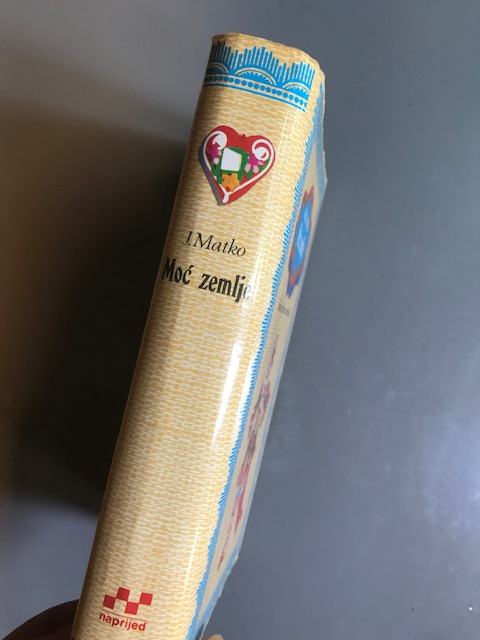 J. Matko
Moć zemlje
naprijed